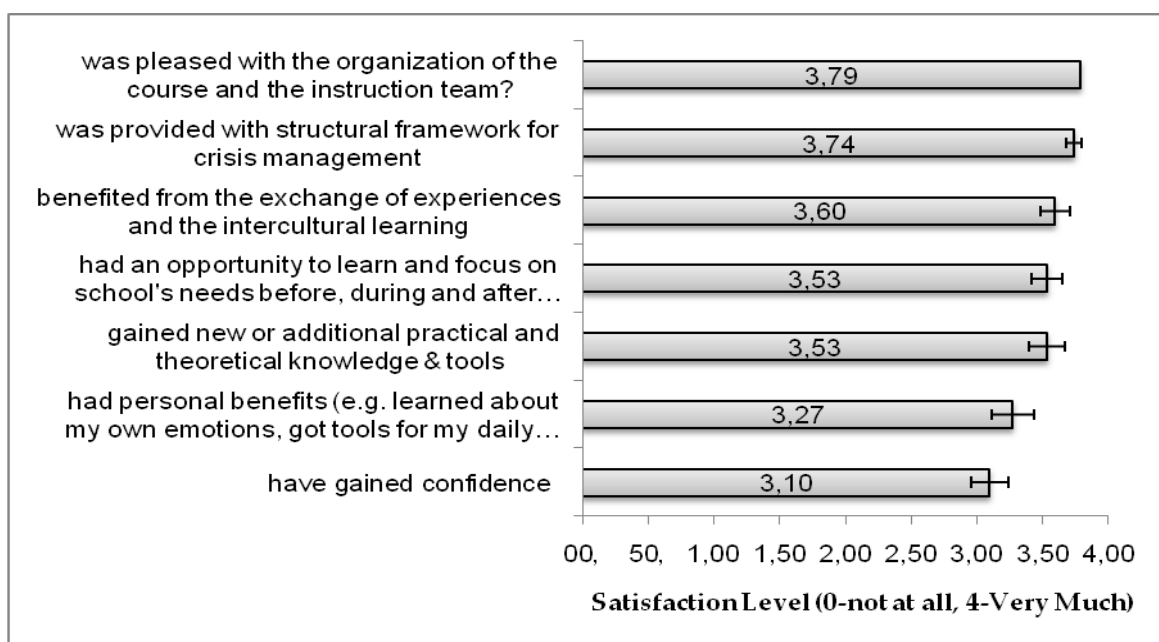 was pleased with the organization of the
course and the instruction team?
3,79
was provided with structural framework for
crisis management
3,74
benefited from the exchange of experiences
and the intercultural learning
3,60
had an opportunity to learn and focus on
school's needs before, during and after…
3,53
gained new or additional practical and
theoretical knowledge & tools
3,53
had personal benefits (e.g. learned about
my own emotions, got tools for my daily…
3,27
have gained confidence
3,10
00, 50, 1,00 1,50 2,00 2,50 3,00 3,50 4,00
Satisfaction Level (0-not at all, 4-Very Much)